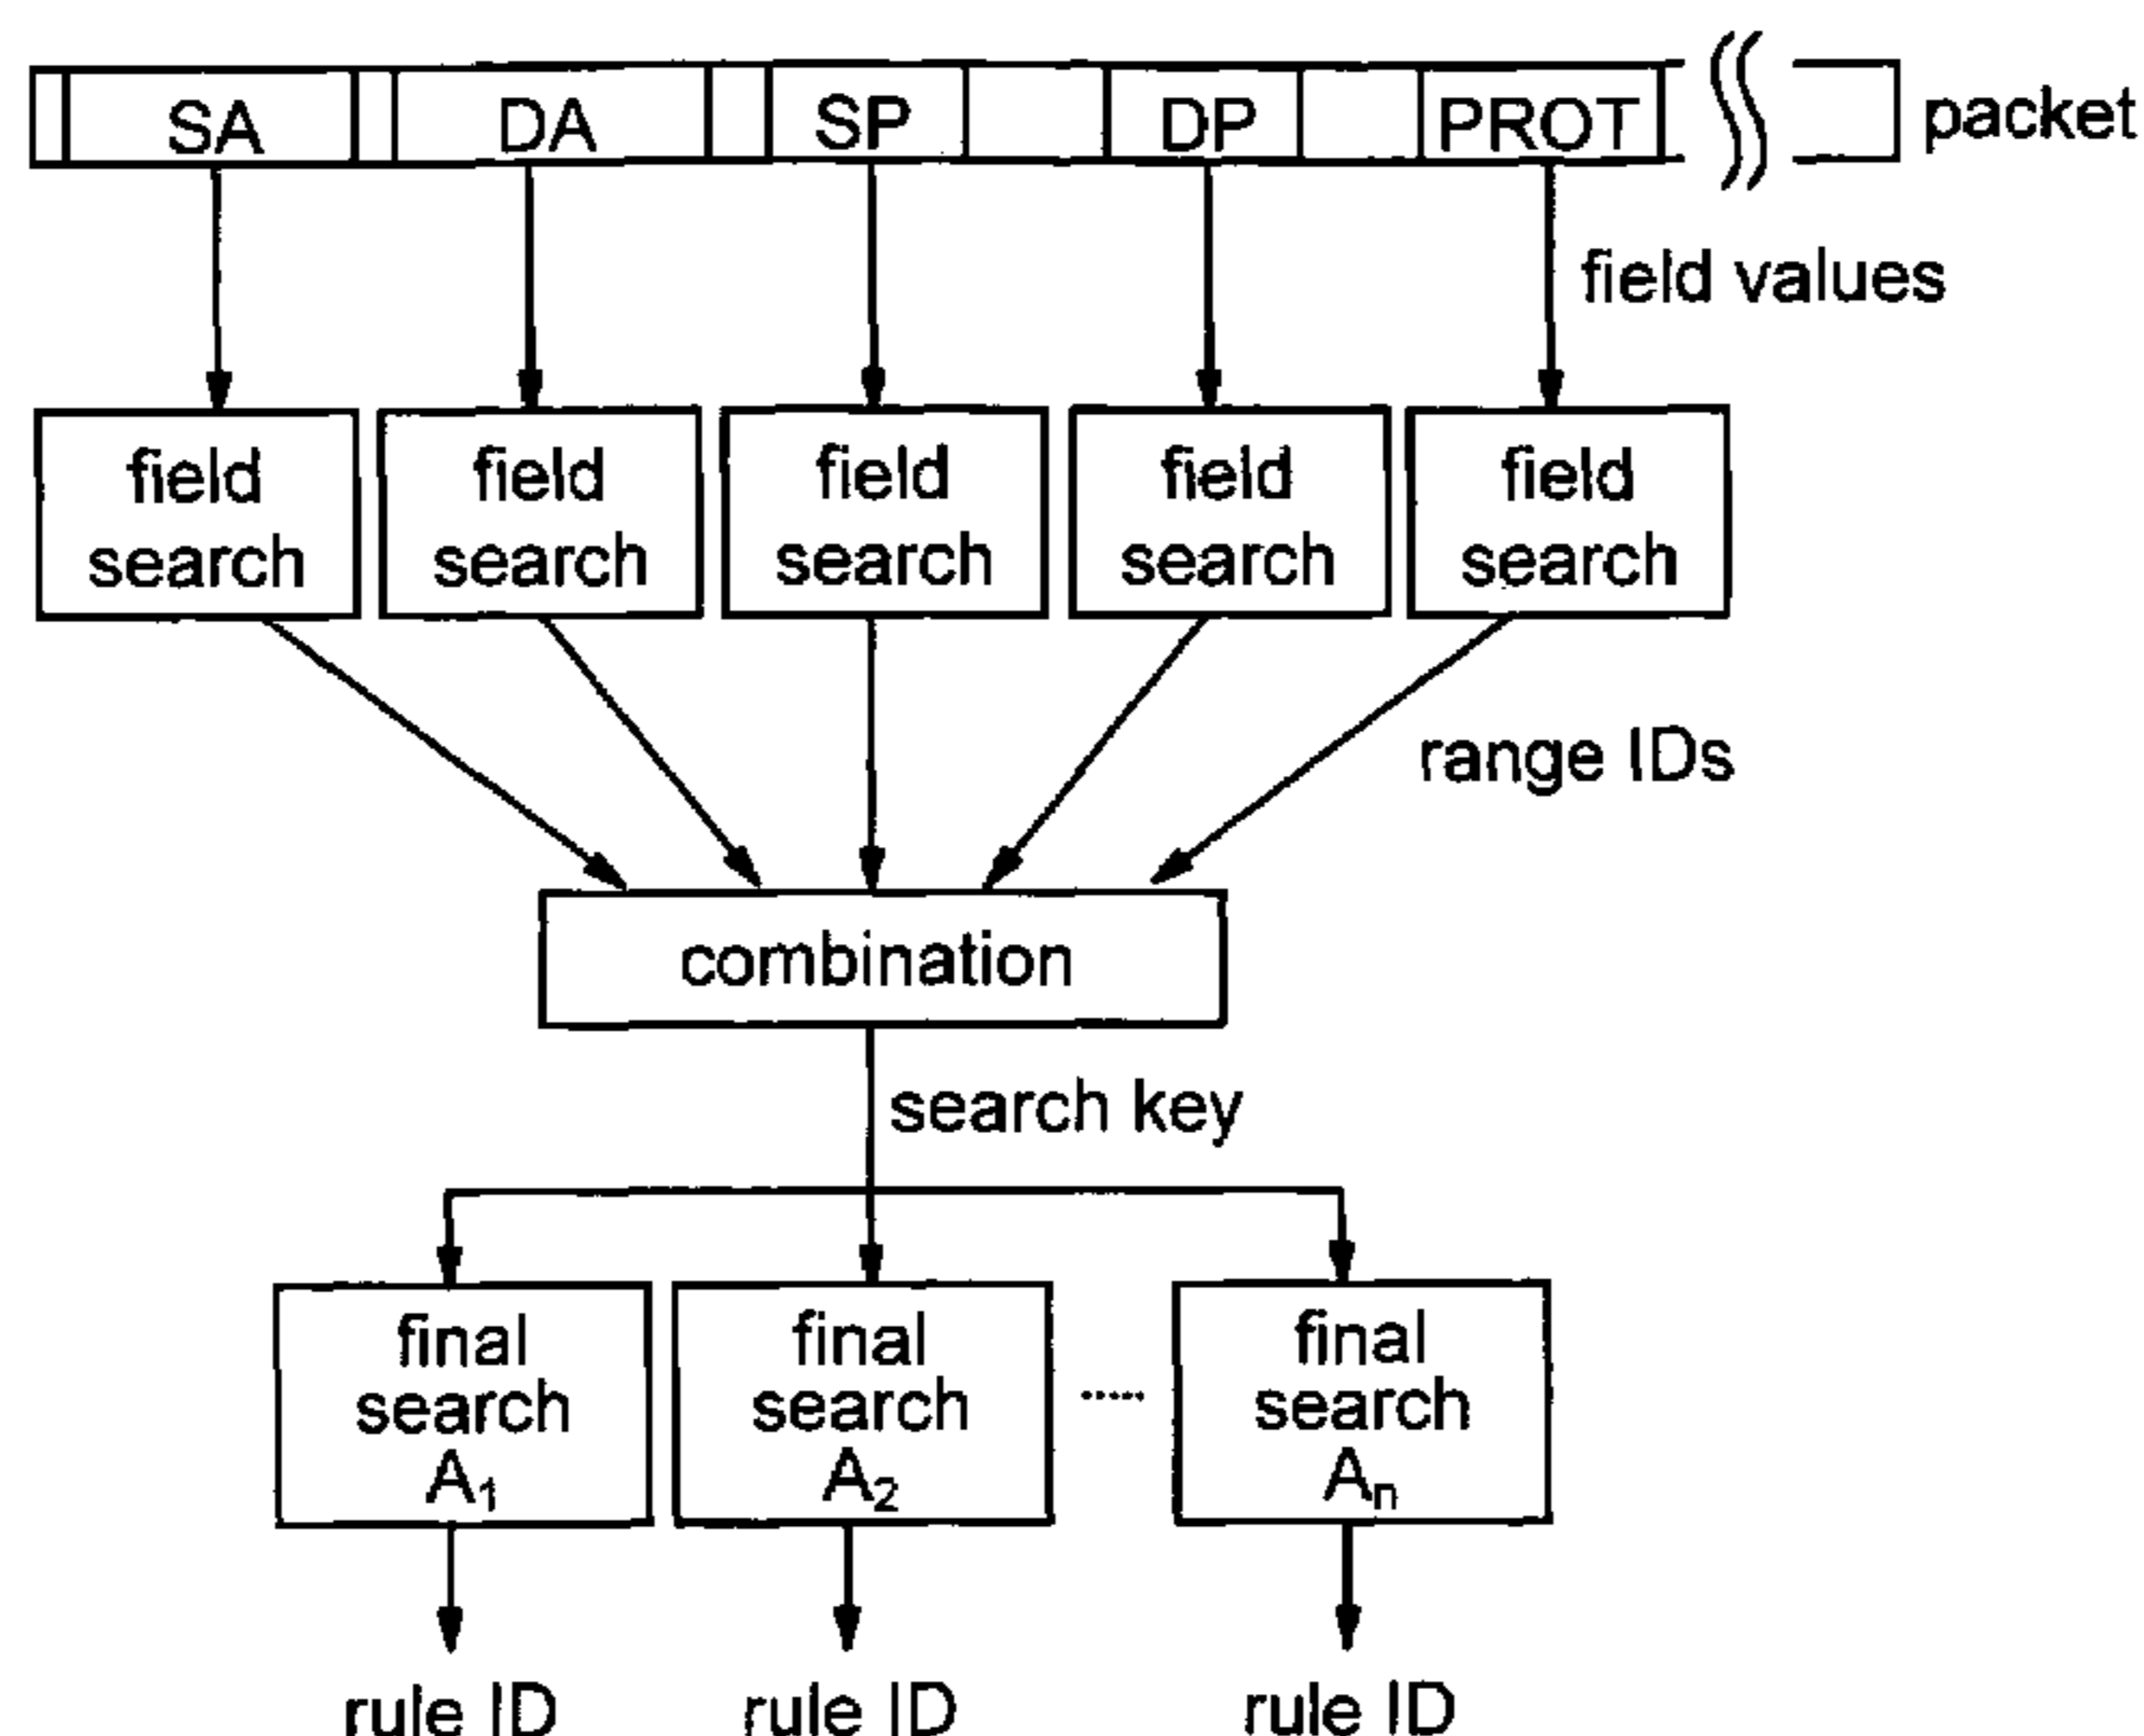 SA DA SP DP PROT packet
field values
field search
field search
field search
field search
field search
range IDs
combination
search key
final search A₁
final search A₂
.....
final search Aₙ
rule ID rule ID rule ID